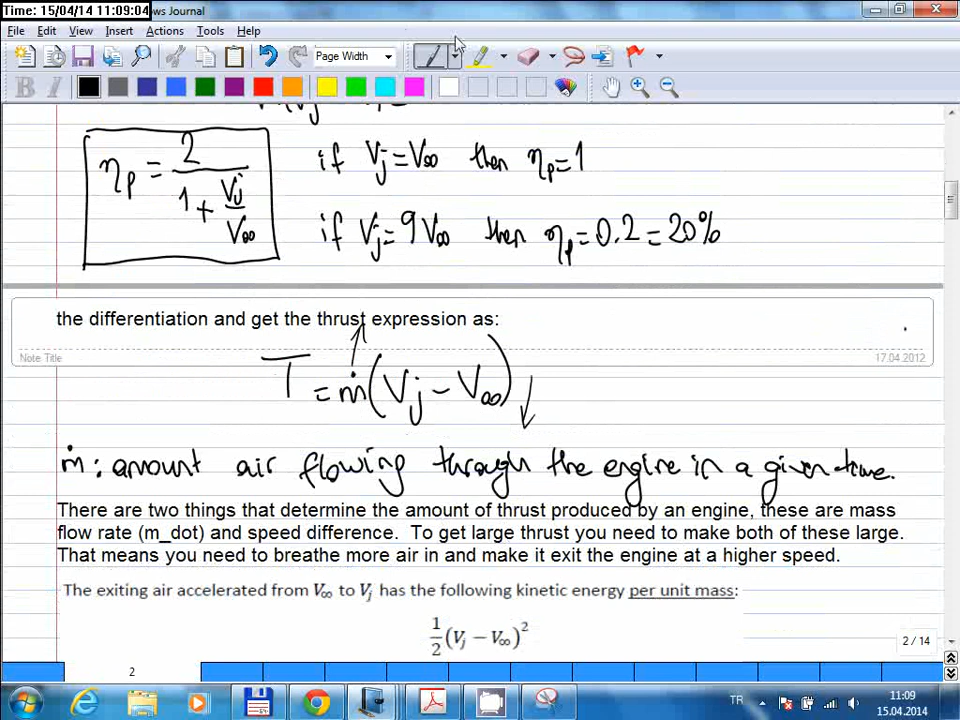 Time: 15/04/14 11:09:04
ws Journal
File Edit View Insert Actions Tools Help
Page Width
B I
ηp = 2 / (1 + Vj/V∞)
if Vj = V∞ then ηp = 1
if Vj = 9 V∞ then ηp = 0.2 = 20%
the differentiation and get the thrust expression as:
Note Title
17.04.2012
T = ṁ(Vj − V∞)
ṁ : amount air flowing through the engine in a given time.
There are two things that determine the amount of thrust produced by an engine, these are mass
flow rate (m_dot) and speed difference. To get large thrust you need to make both of these large.
That means you need to breathe more air in and make it exit the engine at a higher speed.
The exiting air accelerated from V∞ to Vj has the following kinetic energy per unit mass:
1/2 (Vj − V∞)²
2 / 14
2
TR
11:09
15.04.2014